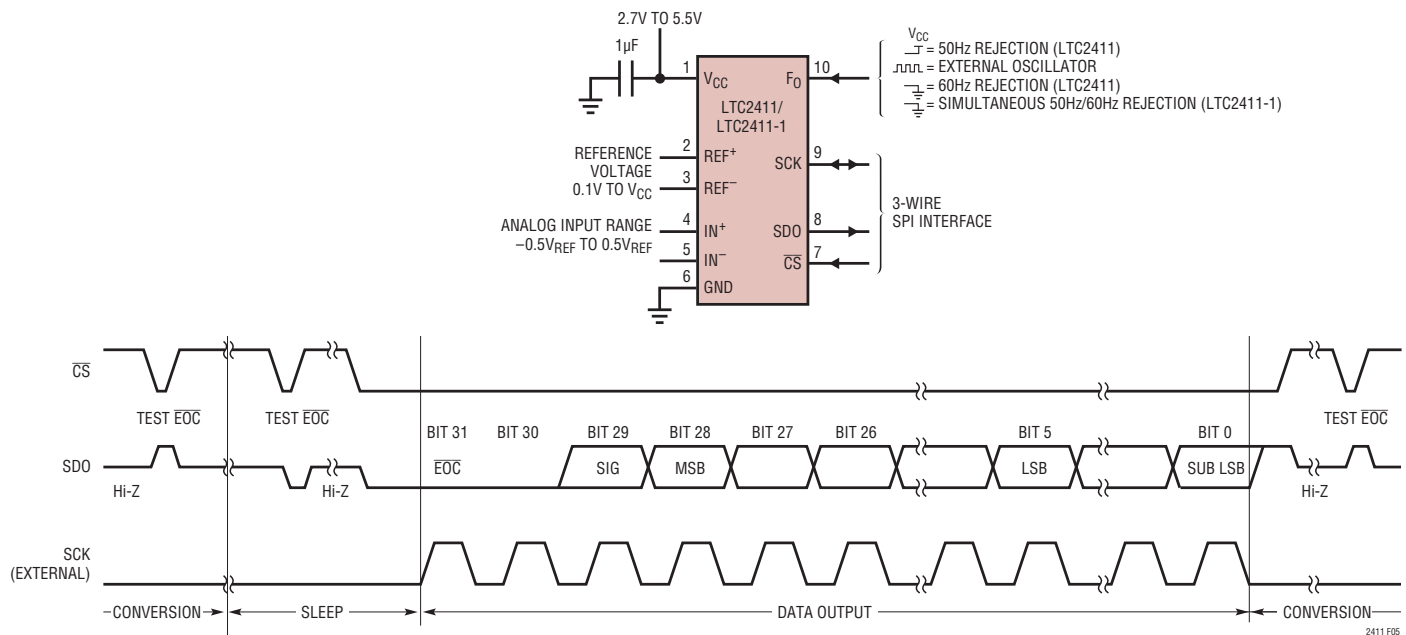 2.7V TO 5.5V
1µF
VCC
= 50Hz REJECTION (LTC2411)
= EXTERNAL OSCILLATOR
= 60Hz REJECTION (LTC2411)
= SIMULTANEOUS 50Hz/60Hz REJECTION (LTC2411-1)
1
VCC
FO
10
LTC2411/
LTC2411-1
REFERENCE
VOLTAGE
0.1V TO VCC
2
REF+
SCK
9
3
REF–
3-WIRE
SPI INTERFACE
ANALOG INPUT RANGE
–0.5VREF TO 0.5VREF
4
IN+
SDO
8
5
IN–
CS
7
6
GND
CS
TEST EOC
TEST EOC
TEST EOC
BIT 31
BIT 30
BIT 29
BIT 28
BIT 27
BIT 26
BIT 5
BIT 0
SDO
EOC
SIG
MSB
LSB
SUB LSB
Hi-Z
Hi-Z
Hi-Z
SCK
(EXTERNAL)
CONVERSION
SLEEP
DATA OUTPUT
CONVERSION
2411 F05